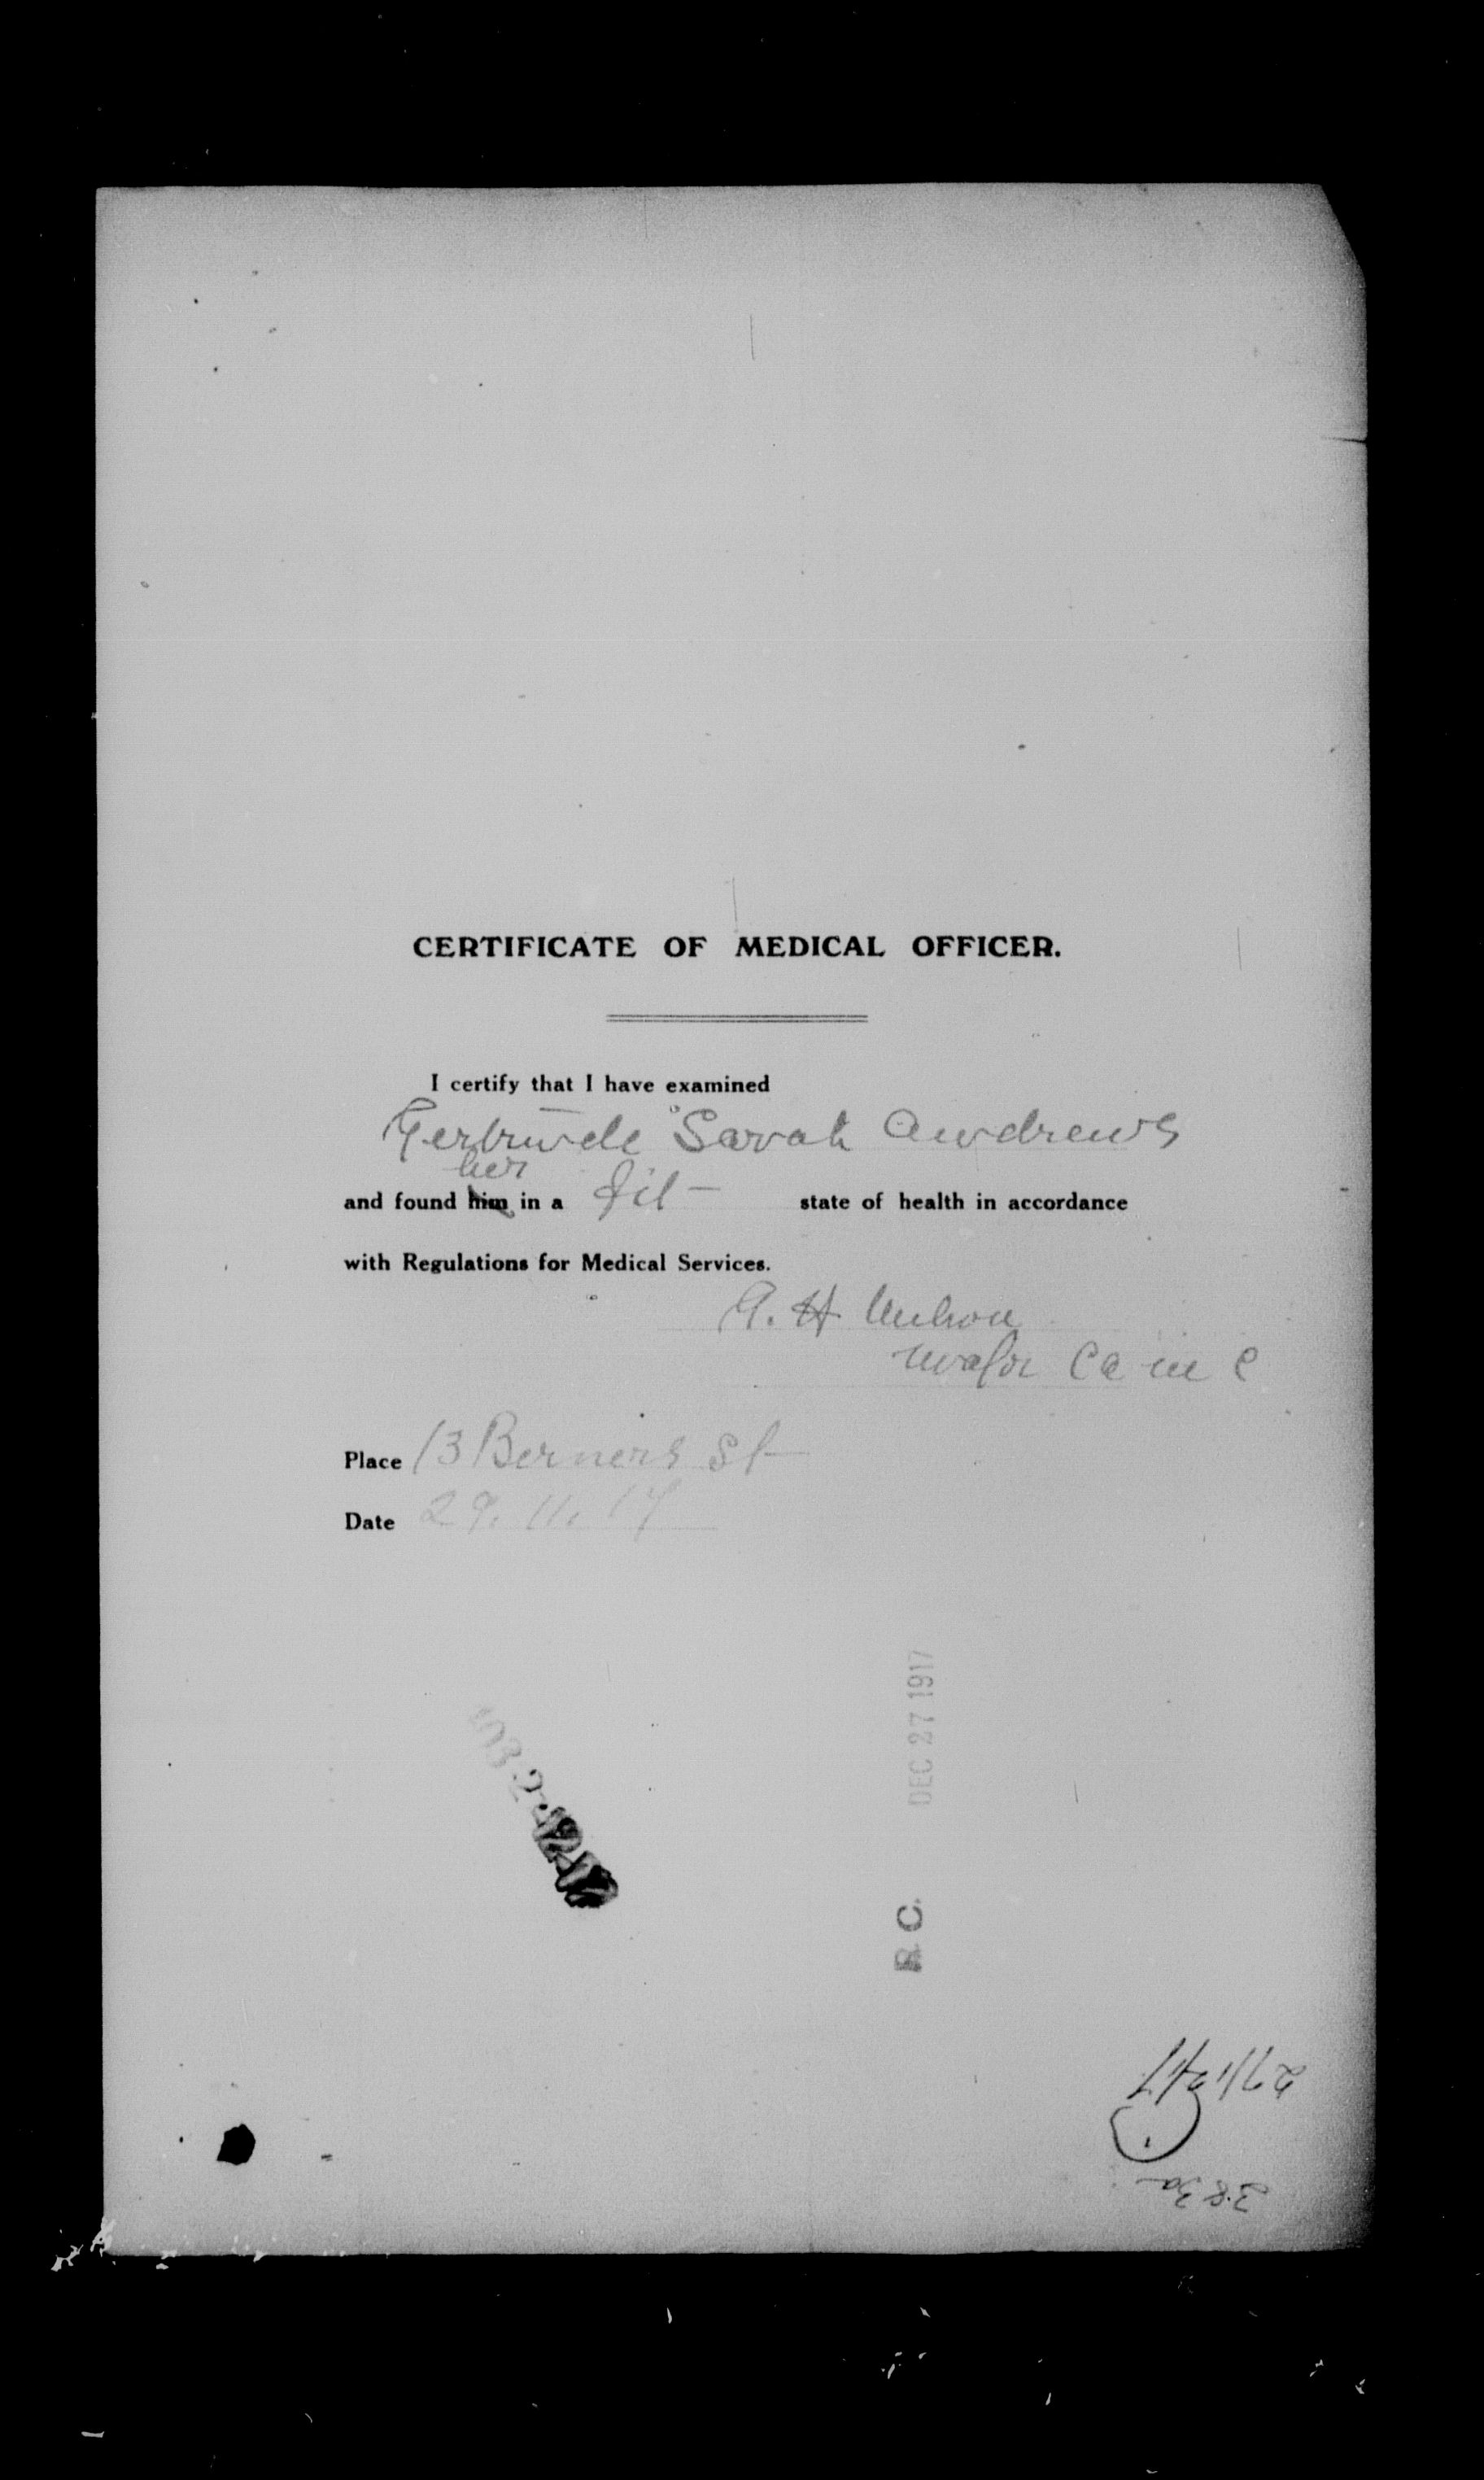 CERTIFICATE OF MEDICAL OFFICER.
I certify that I have examined
Gertrude Sarah Andrews
her
and found him in a fit state of health in accordance
with Regulations for Medical Services.
A. H.
Major CAMC
Place 13 Berners St
Date 29. 11. 17
DEC 27 1917
R. C.